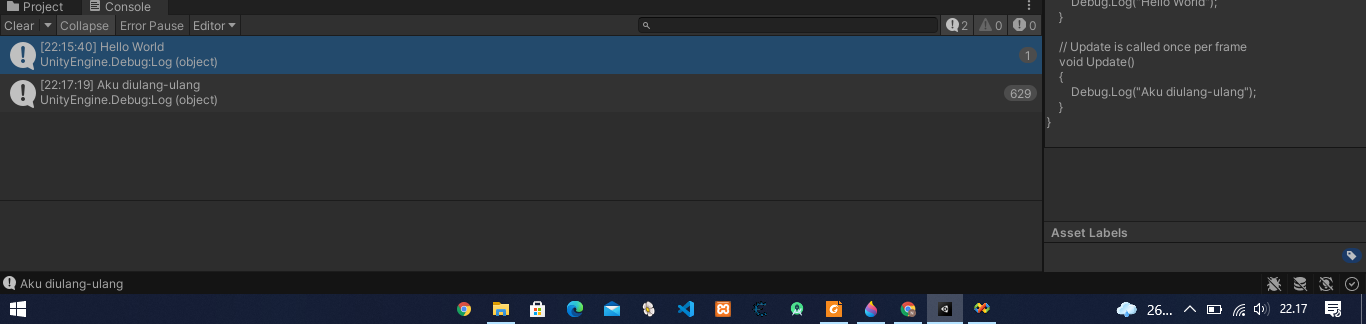 Project Console
Clear Collapse Error Pause Editor 2 0 0
[22:15:40] Hello World
UnityEngine.Debug:Log (object)
1
[22:17:19] Aku diulang-ulang
UnityEngine.Debug:Log (object)
629
Debug.Log("Hello World");
}
// Update is called once per frame
void Update()
{
Debug.Log("Aku diulang-ulang");
}
}
Asset Labels
Aku diulang-ulang
26... 22.17